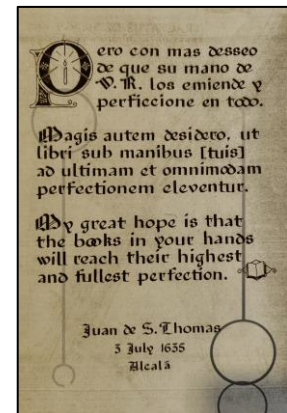 Pero con mas desseo
de que su mano de
V. R. los emiende y
perficcione en todo.
Magis autem desidero, ut
libri sub manibus [tuis]
ad ultimam et omnimodam
perfectionem eleventur.
My great hope is that
the books in your hands
will reach their highest
and fullest perfection.
Juan de S. Thomas
3 July 1635
Alcalā